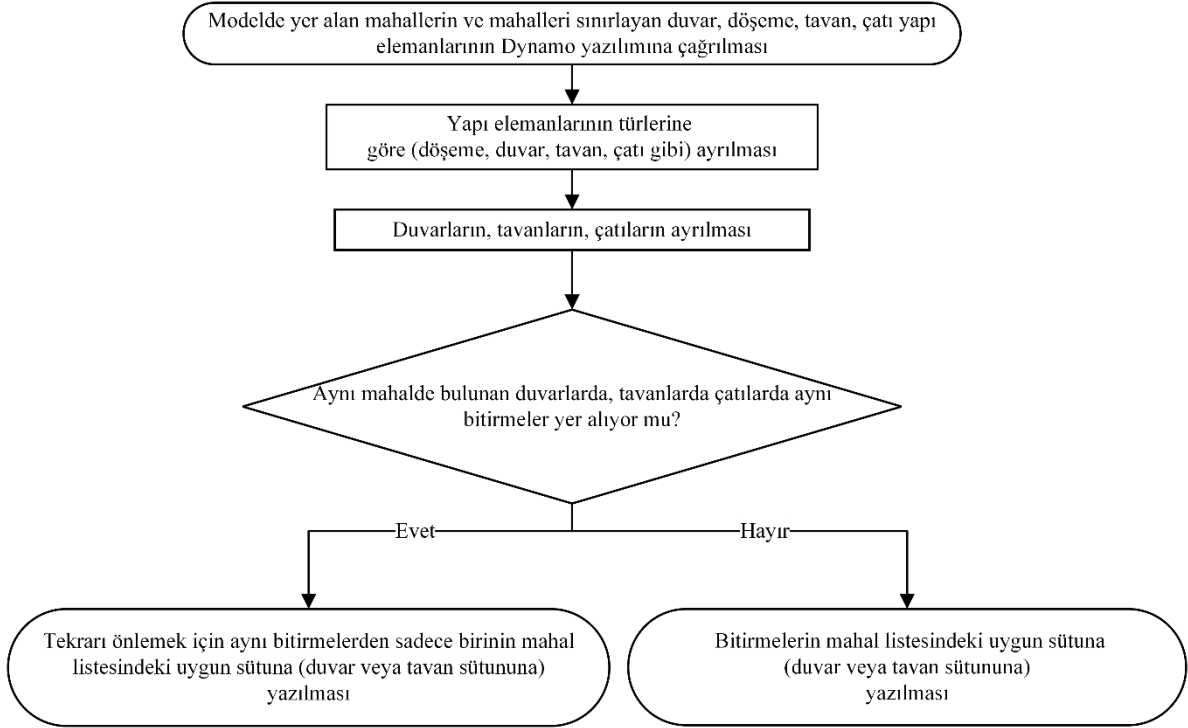 Modelde yer alan mahallerin ve mahalleri sınırlayan duvar, döşeme, tavan, çatı yapı
elemanlarının Dynamo yazılımına çağrılması
Yapı elemanlarının türlerine
göre (döşeme, duvar, tavan, çatı gibi) ayrılması
Duvarların, tavanların, çatıların ayrılması
Aynı mahalde bulunan duvarlarda, tavanlarda çatılarda aynı
bitirmeler yer alıyor mu?
Evet
Hayır
Tekrarı önlemek için aynı bitirmelerden sadece birinin mahal
listesindeki uygun sütuna (duvar veya tavan sütununa)
yazılması
Bitirmelerin mahal listesindeki uygun sütuna
(duvar veya tavan sütununa)
yazılması